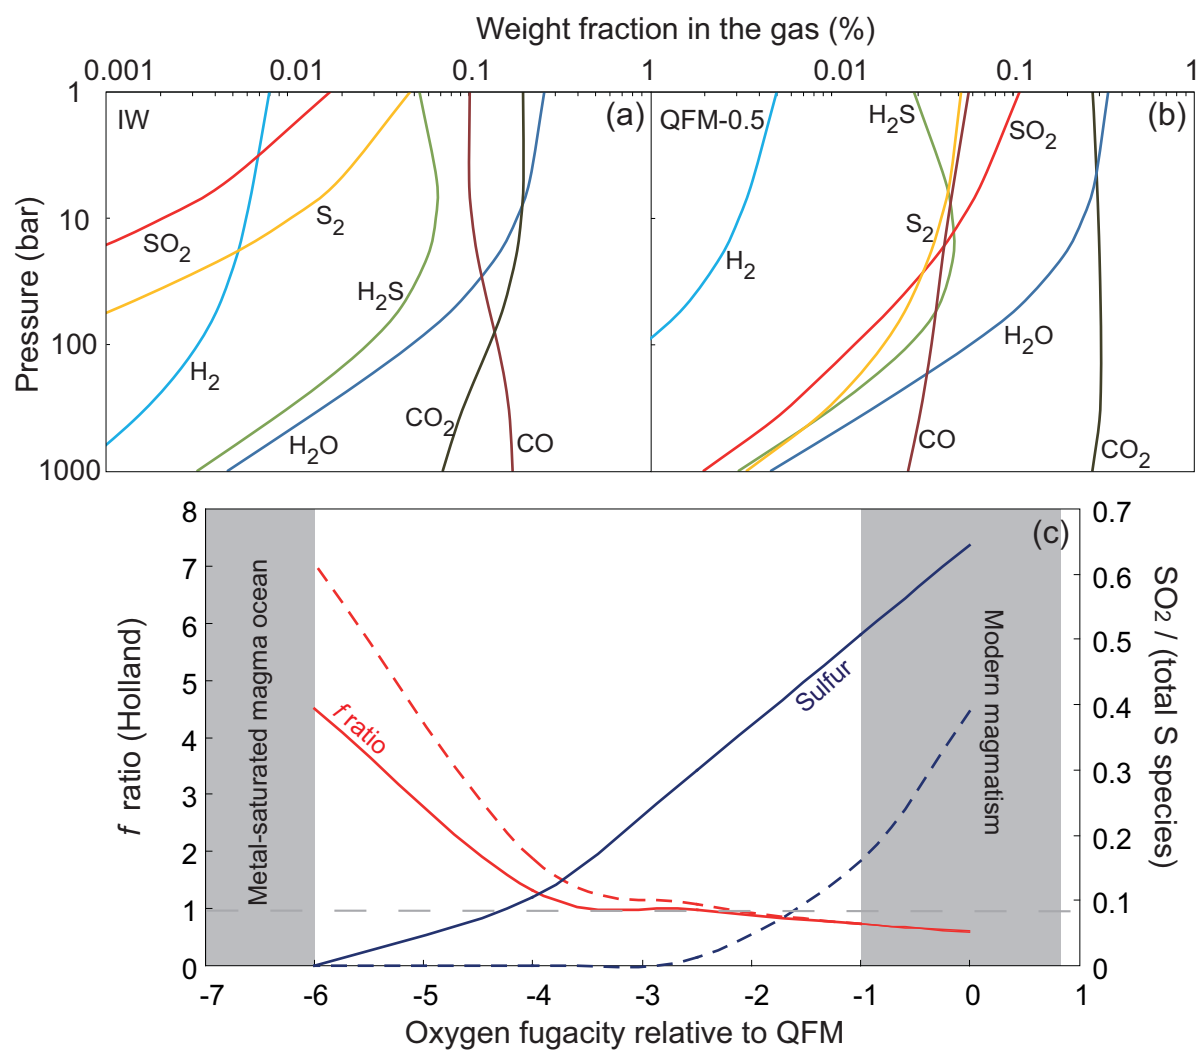 Weight fraction in the gas (%)
0.001 0.01 0.1 1 0.01 0.1 1
Pressure (bar)
1
10
100
1000
IW
(a)
SO2
S2
H2S
H2
H2O
CO2
CO
QFM-0.5
(b)
H2S
SO2
S2
H2
H2O
CO
CO2
(c)
f ratio (Holland)
8
7
6
5
4
3
2
1
0
Metal-saturated magma ocean
f ratio
Sulfur
Modern magmatism
0.7
0.6
0.5
0.4
0.3
0.2
0.1
0
SO2 / (total S species)
-7 -6 -5 -4 -3 -2 -1 0 1
Oxygen fugacity relative to QFM